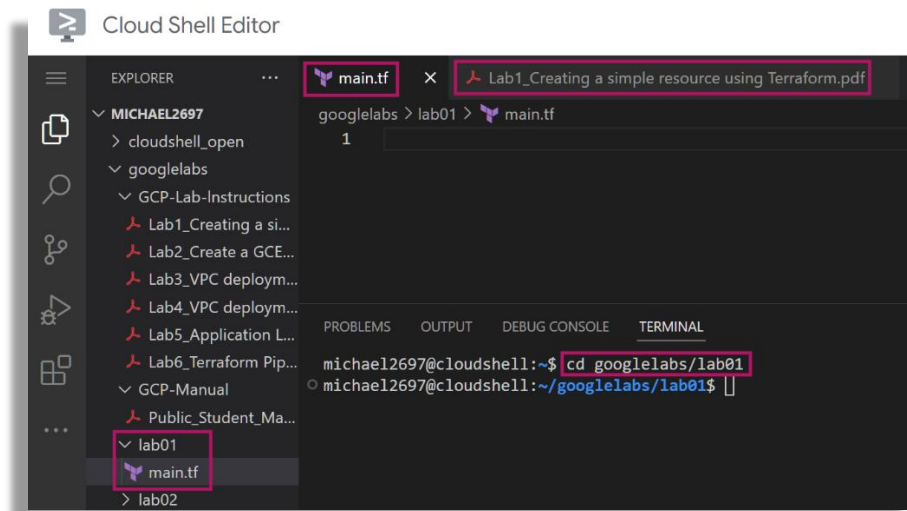 Cloud Shell Editor
EXPLORER ...
MICHAEL2697
> cloudshell_open
googlelabs
GCP-Lab-Instructions
Lab1_Creating a si...
Lab2_Create a GCE...
Lab3_VPC deploym...
Lab4_VPC deploym...
Lab5_Application L...
Lab6_Terraform Pip...
GCP-Manual
Public_Student_Ma...
lab01
main.tf
> lab02
main.tf × Lab1_Creating a simple resource using Terraform.pdf
googlelabs > lab01 > main.tf
1
PROBLEMS OUTPUT DEBUG CONSOLE TERMINAL
michael2697@cloudshell:~$ cd googlelabs/lab01
michael2697@cloudshell:~/googlelabs/lab01$